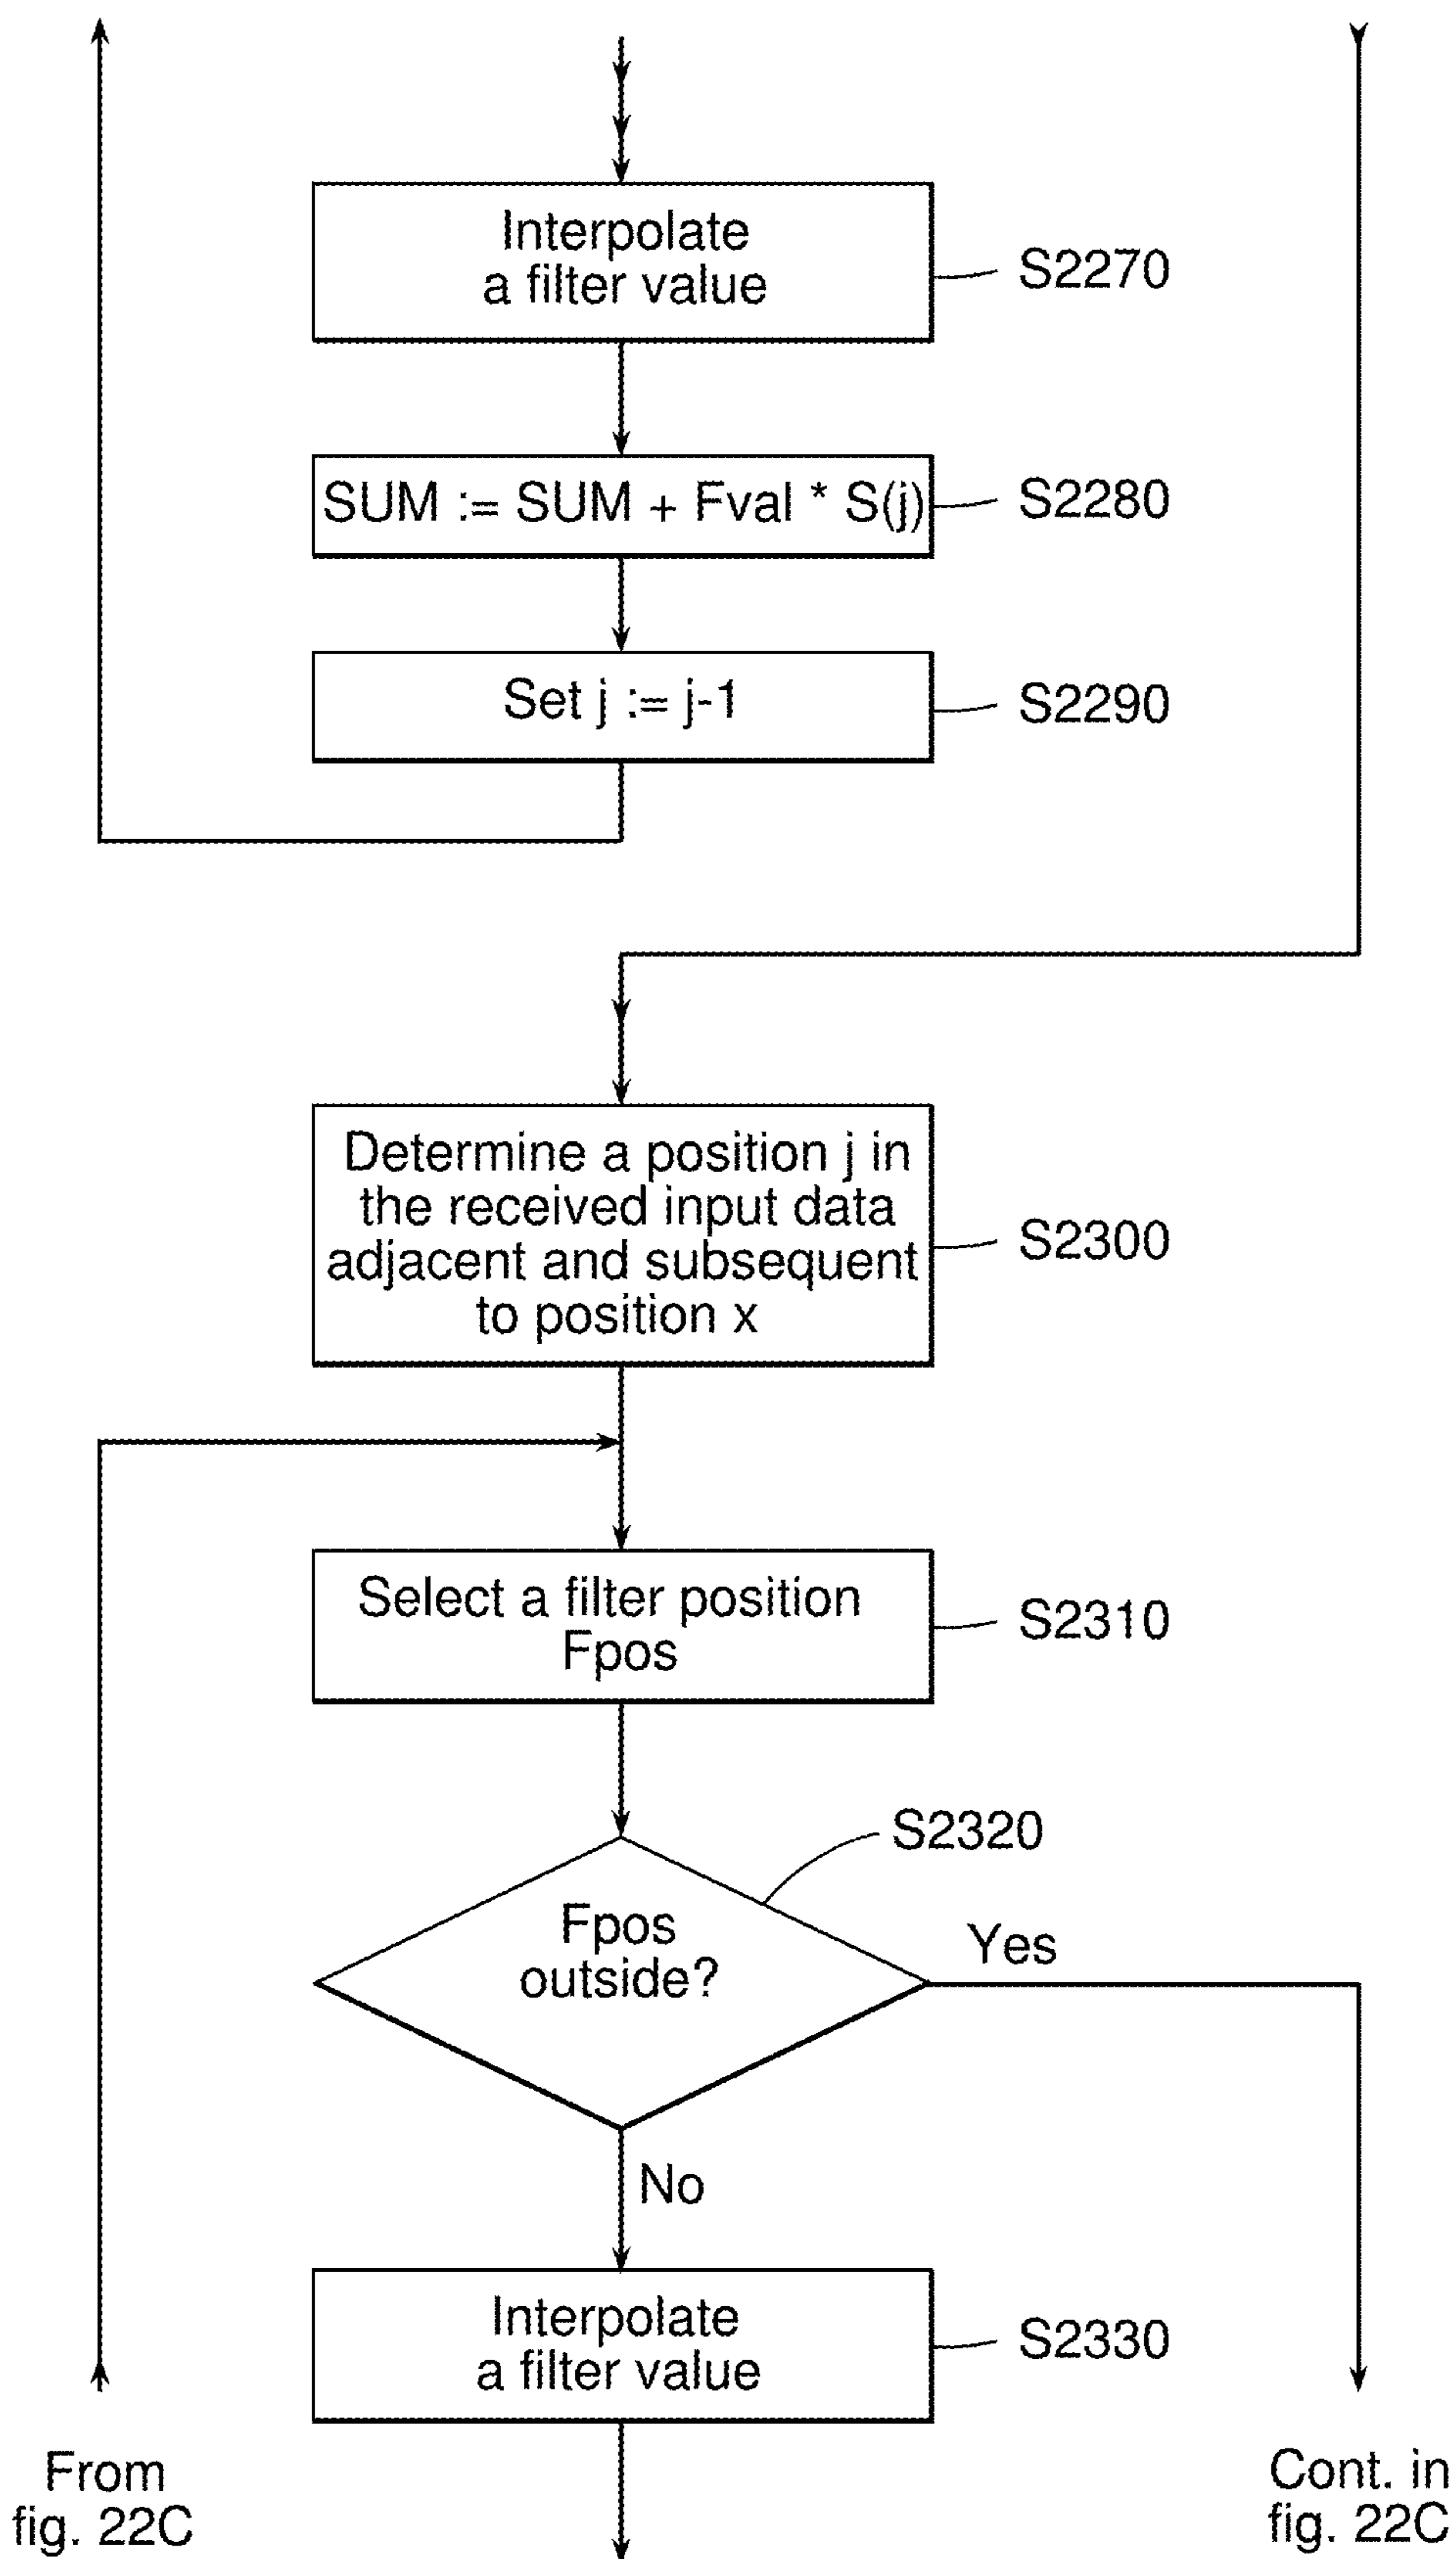 Interpolate
a filter value
S2270
SUM := SUM + Fval * S(j)
S2280
Set j := j-1
S2290
Determine a position j in
the received input data
adjacent and subsequent
to position x
S2300
Select a filter position
Fpos
S2310
S2320
Fpos
outside?
Yes
No
Interpolate
a filter value
S2330
From
fig. 22C
Cont. in
fig. 22C